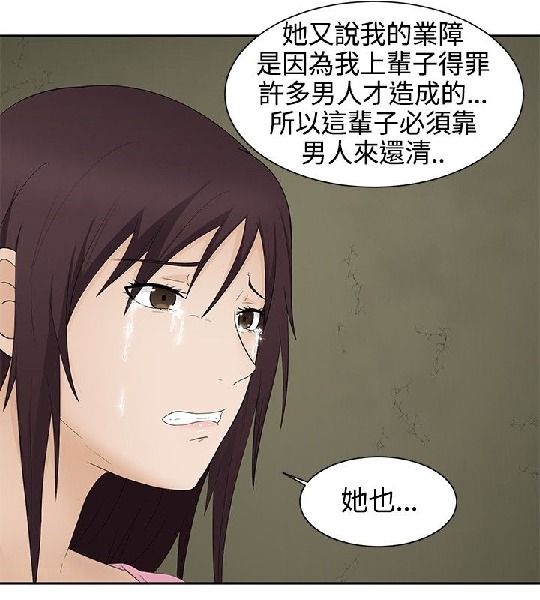 她又說我的業障
是因為我上輩子得罪
許多男人才造成的...
所以這輩子必須靠
男人來還清..
她也...